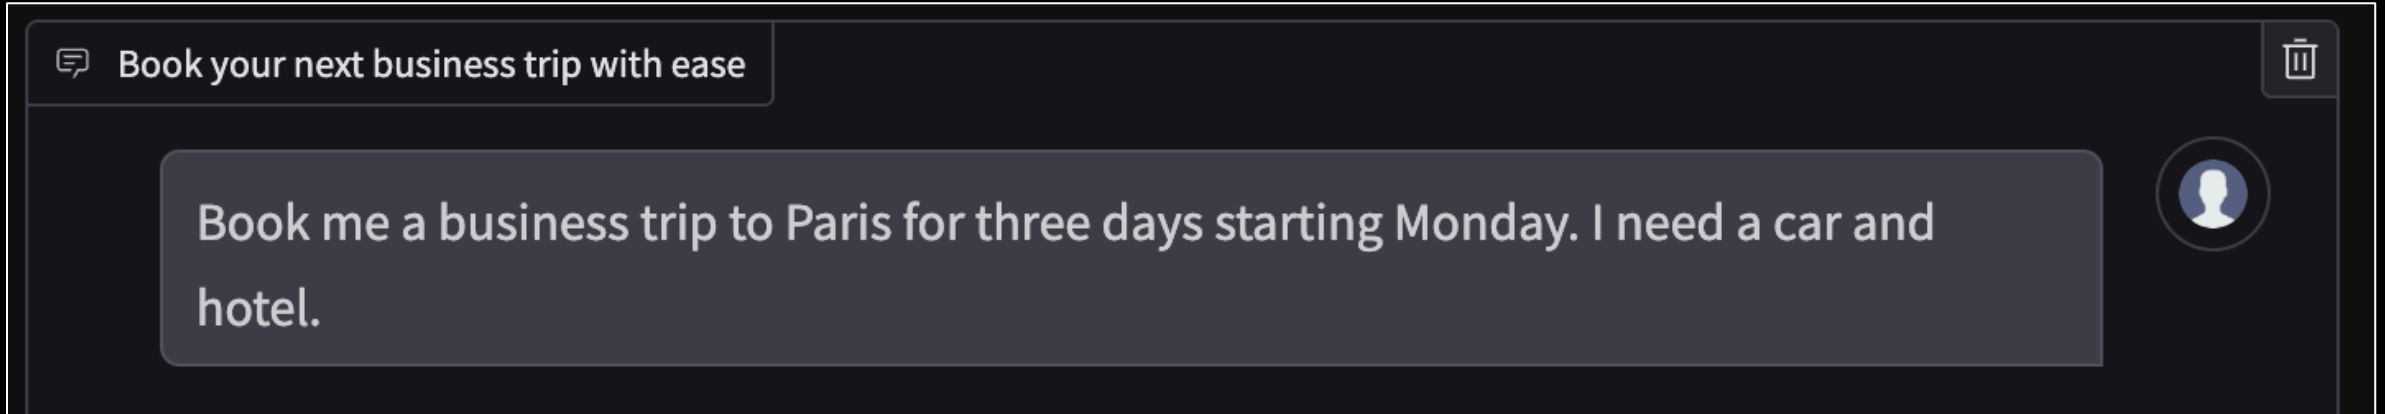 Book your next business trip with ease
Book me a business trip to Paris for three days starting Monday. I need a car and
hotel.